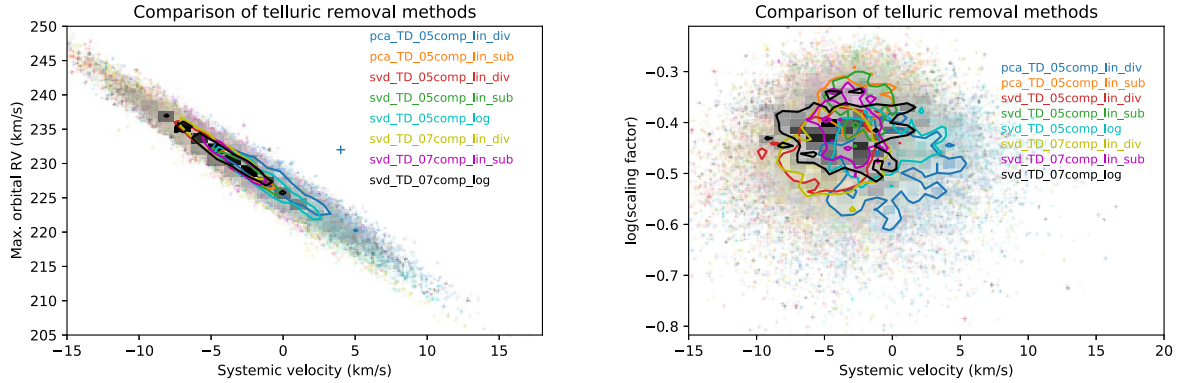 Comparison of telluric removal methods
Max. orbital RV (km/s)
250
245
240
235
230
225
220
215
210
205
pca_TD_05comp_lin_div
pca_TD_05comp_lin_sub
svd_TD_05comp_lin_div
svd_TD_05comp_lin_sub
svd_TD_05comp_log
svd_TD_07comp_lin_div
svd_TD_07comp_lin_sub
svd_TD_07comp_log
−15 −10 −5 0 5 10 15
Systemic velocity (km/s)
Comparison of telluric removal methods
log(scaling factor)
−0.3
−0.4
−0.5
−0.6
−0.7
−0.8
pca_TD_05comp_lin_div
pca_TD_05comp_lin_sub
svd_TD_05comp_lin_div
svd_TD_05comp_lin_sub
svd_TD_05comp_log
svd_TD_07comp_lin_div
svd_TD_07comp_lin_sub
svd_TD_07comp_log
−15 −10 −5 0 5 10 15 20
Systemic velocity (km/s)